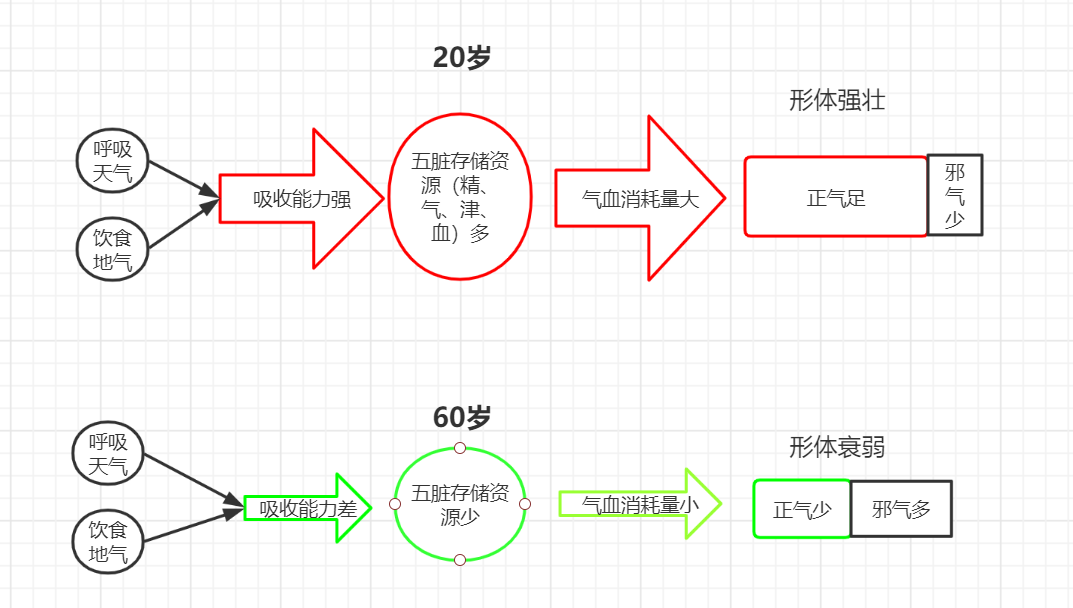 20岁
形体强壮
呼吸
天气
饮食
地气
吸收能力强
五脏存储资
源（精、
气、津、
血）多
气血消耗量大
正气足
邪
气
少
60岁
形体衰弱
呼吸
天气
饮食
地气
吸收能力差
五脏存储资
源少
气血消耗量小
正气少
邪气多